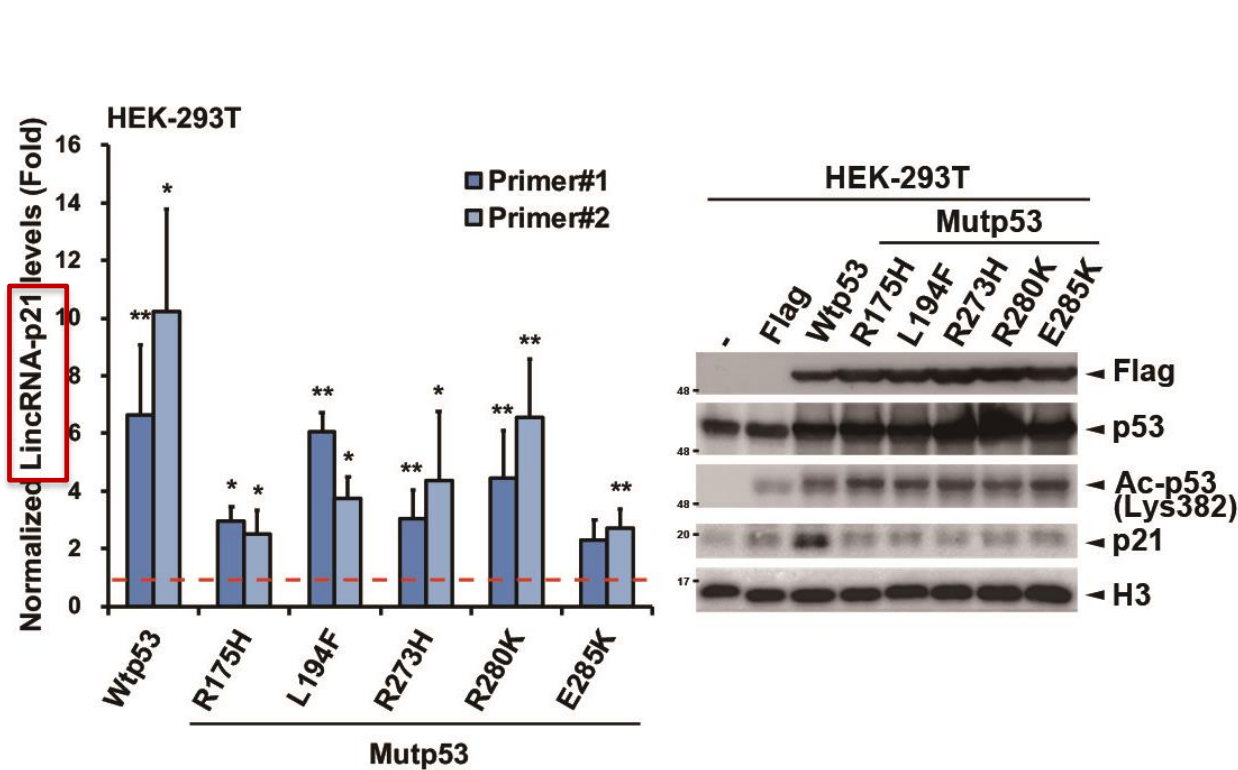 HEK-293T
Normalized LincRNA-p21 levels (Fold)
16
14
12
10
8
6
4
2
0
Primer#1
Primer#2
**
*
*
*
**
*
**
*
**
**
**
Wtp53
R175H
L194F
R273H
R280K
E285K
Mutp53
HEK-293T
Mutp53
-
Flag
Wtp53
R175H
L194F
R273H
R280K
E285K
48
Flag
48
p53
48
Ac-p53
(Lys382)
20
p21
17
H3